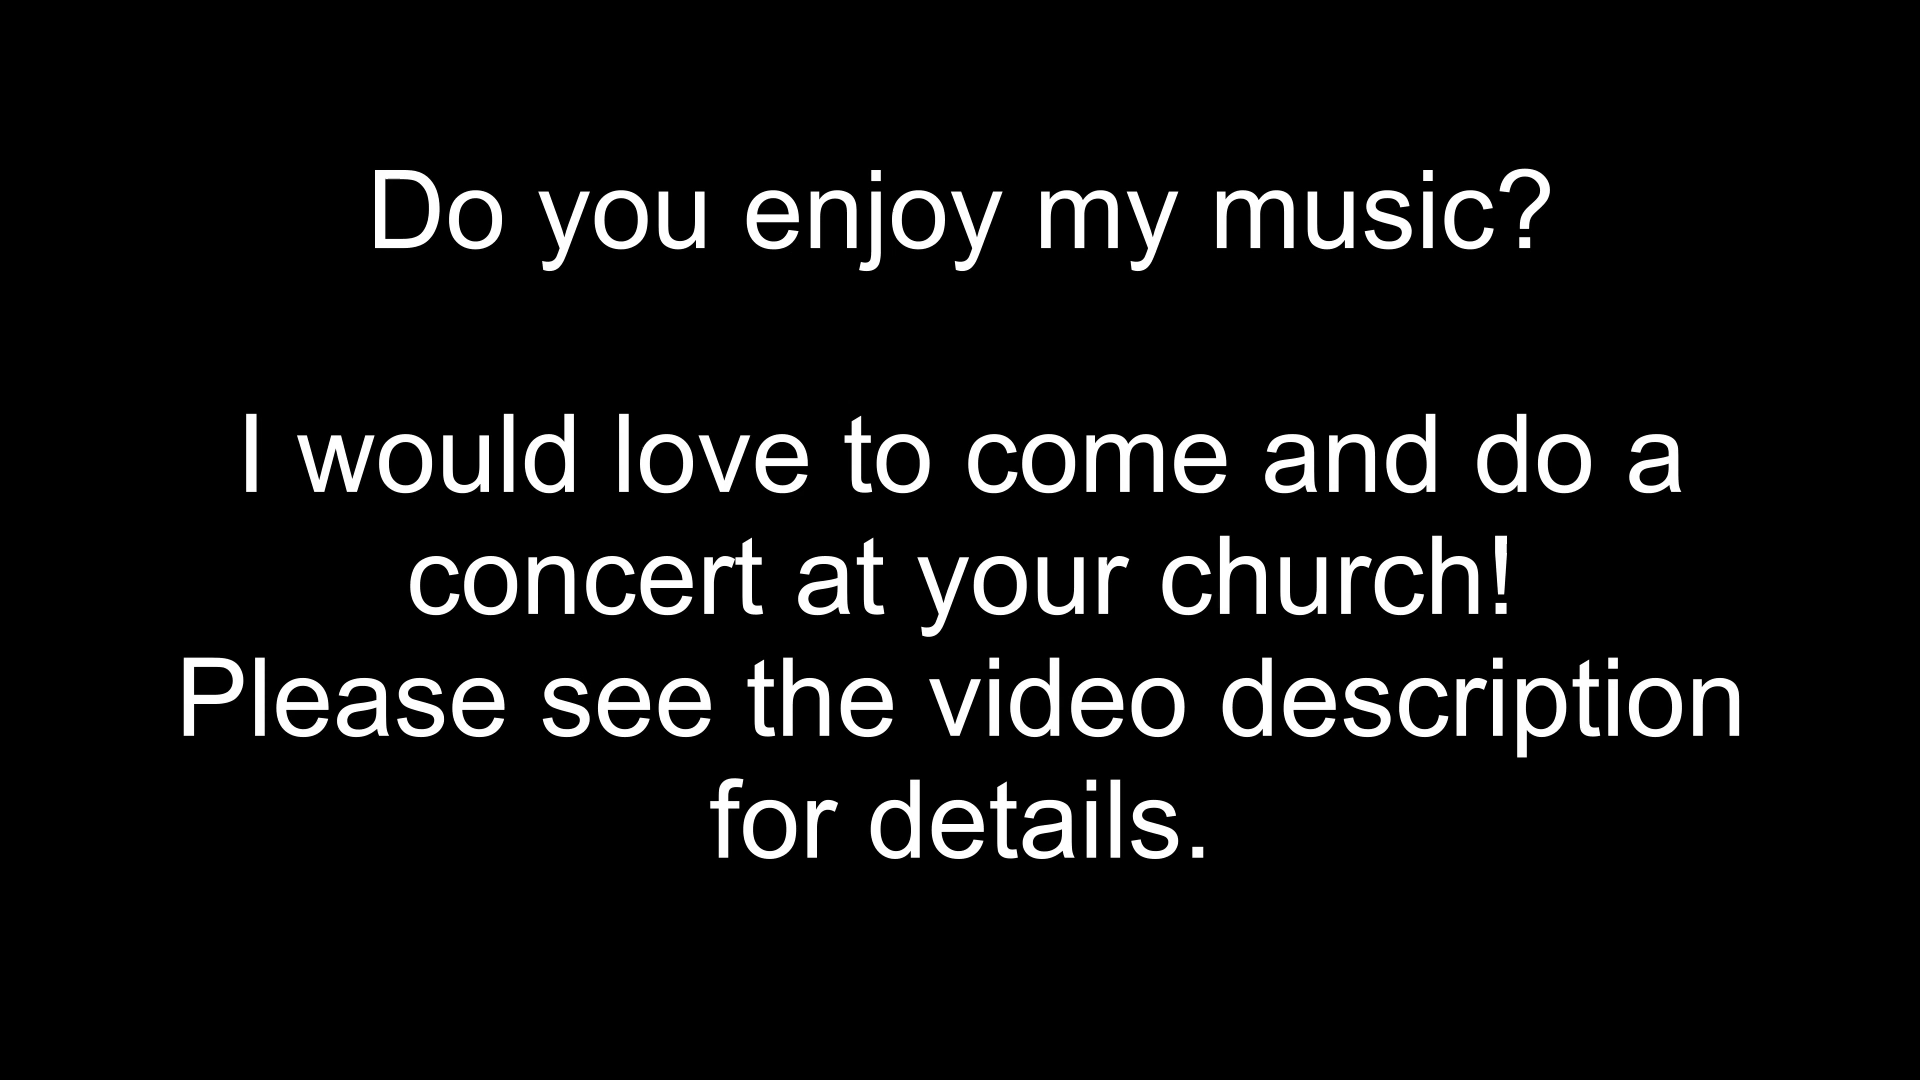 Do you enjoy my music?
I would love to come and do a
concert at your church!
Please see the video description
for details.